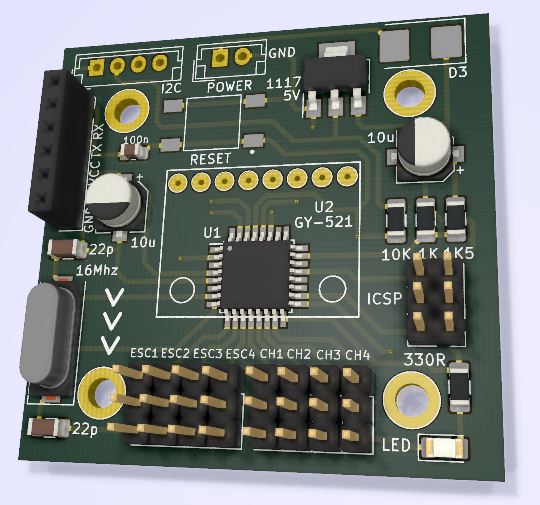 I2C
GND
POWER
1117
5V
D3
VCC TX RX
GND
100n
RESET
10u
+
10u
+
22p
16Mhz
U1
U2
GY-521
10K 1K 1K5
ICSP
ESC1 ESC2 ESC3 ESC4 CH1 CH2 CH3 CH4
330R
22p
LED